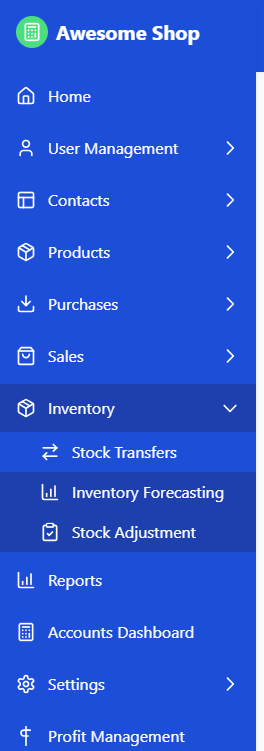 Awesome Shop
Home
User Management
Contacts
Products
Purchases
Sales
Inventory
Stock Transfers
Inventory Forecasting
Stock Adjustment
Reports
Accounts Dashboard
Settings
Profit Management